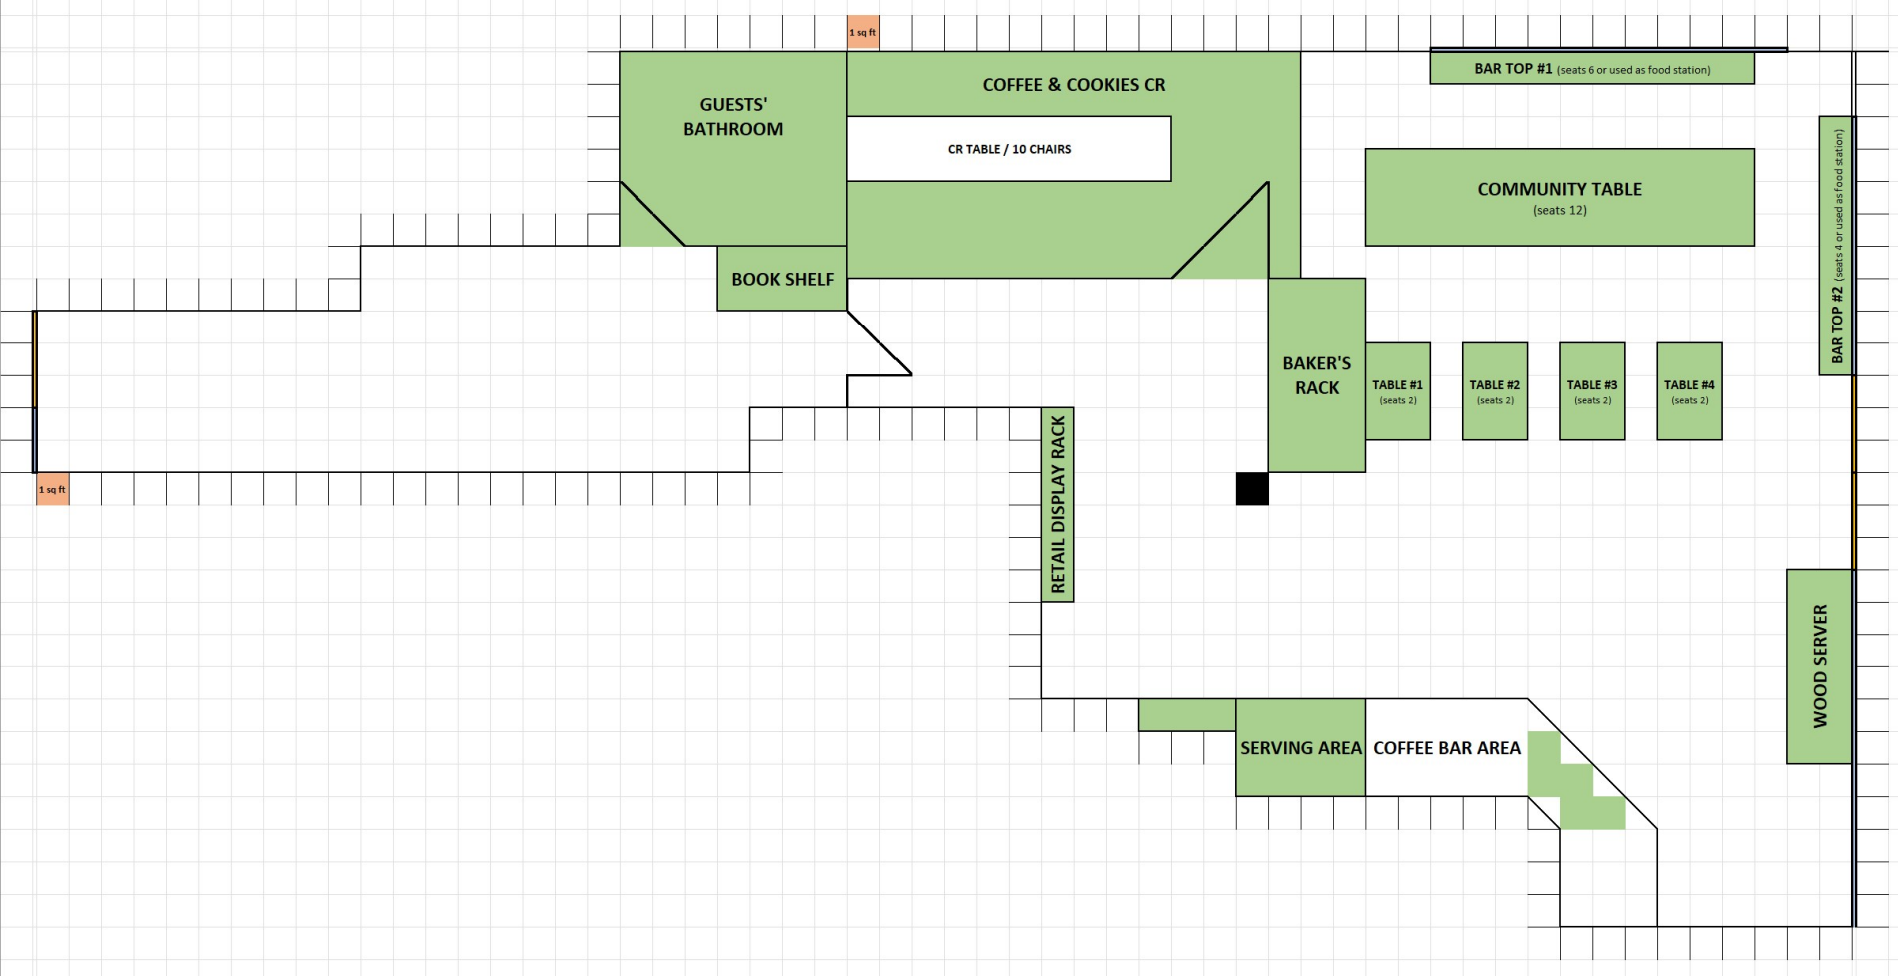 1 sq ft
GUESTS'
BATHROOM
COFFEE & COOKIES CR
CR TABLE / 10 CHAIRS
BAR TOP #1 (seats 6 or used as food station)
COMMUNITY TABLE
(seats 12)
BAR TOP #2 (seats 4 or used as food station)
BOOK SHELF
BAKER'S
RACK
TABLE #1
(seats 2)
TABLE #2
(seats 2)
TABLE #3
(seats 2)
TABLE #4
(seats 2)
1 sq ft
RETAIL DISPLAY RACK
WOOD SERVER
SERVING AREA
COFFEE BAR AREA